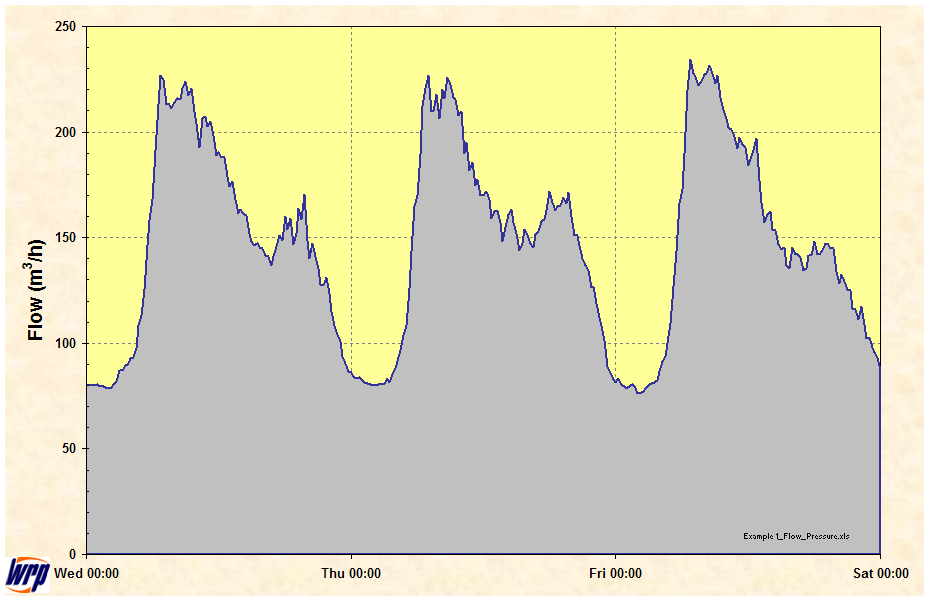 250
200
150
100
50
0
Flow (m³/h)
Example 1_Flow_Pressure.xls
Wed 00:00 Thu 00:00 Fri 00:00 Sat 00:00
wrp